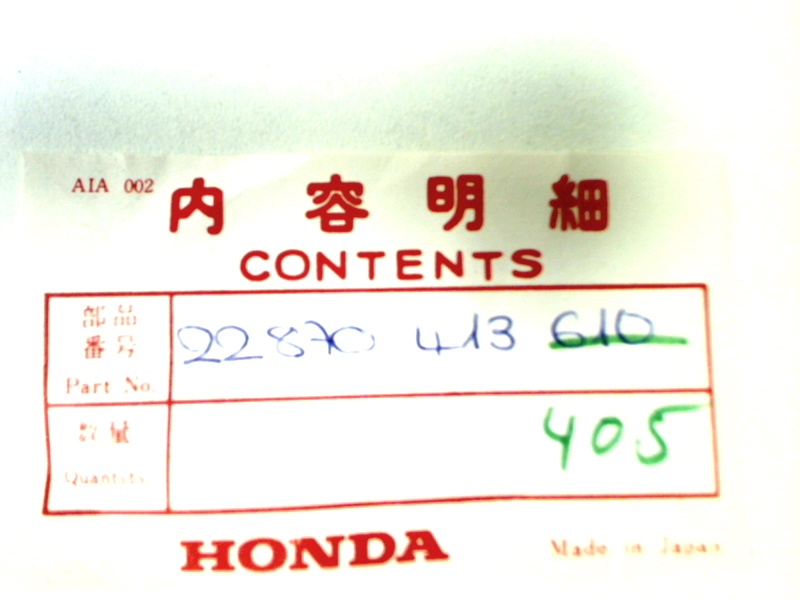 AIA 002
内容明細
CONTENTS
部品
番号
Part No.
22870 413 610
数量
Quantity
405
HONDA
Made in Japan